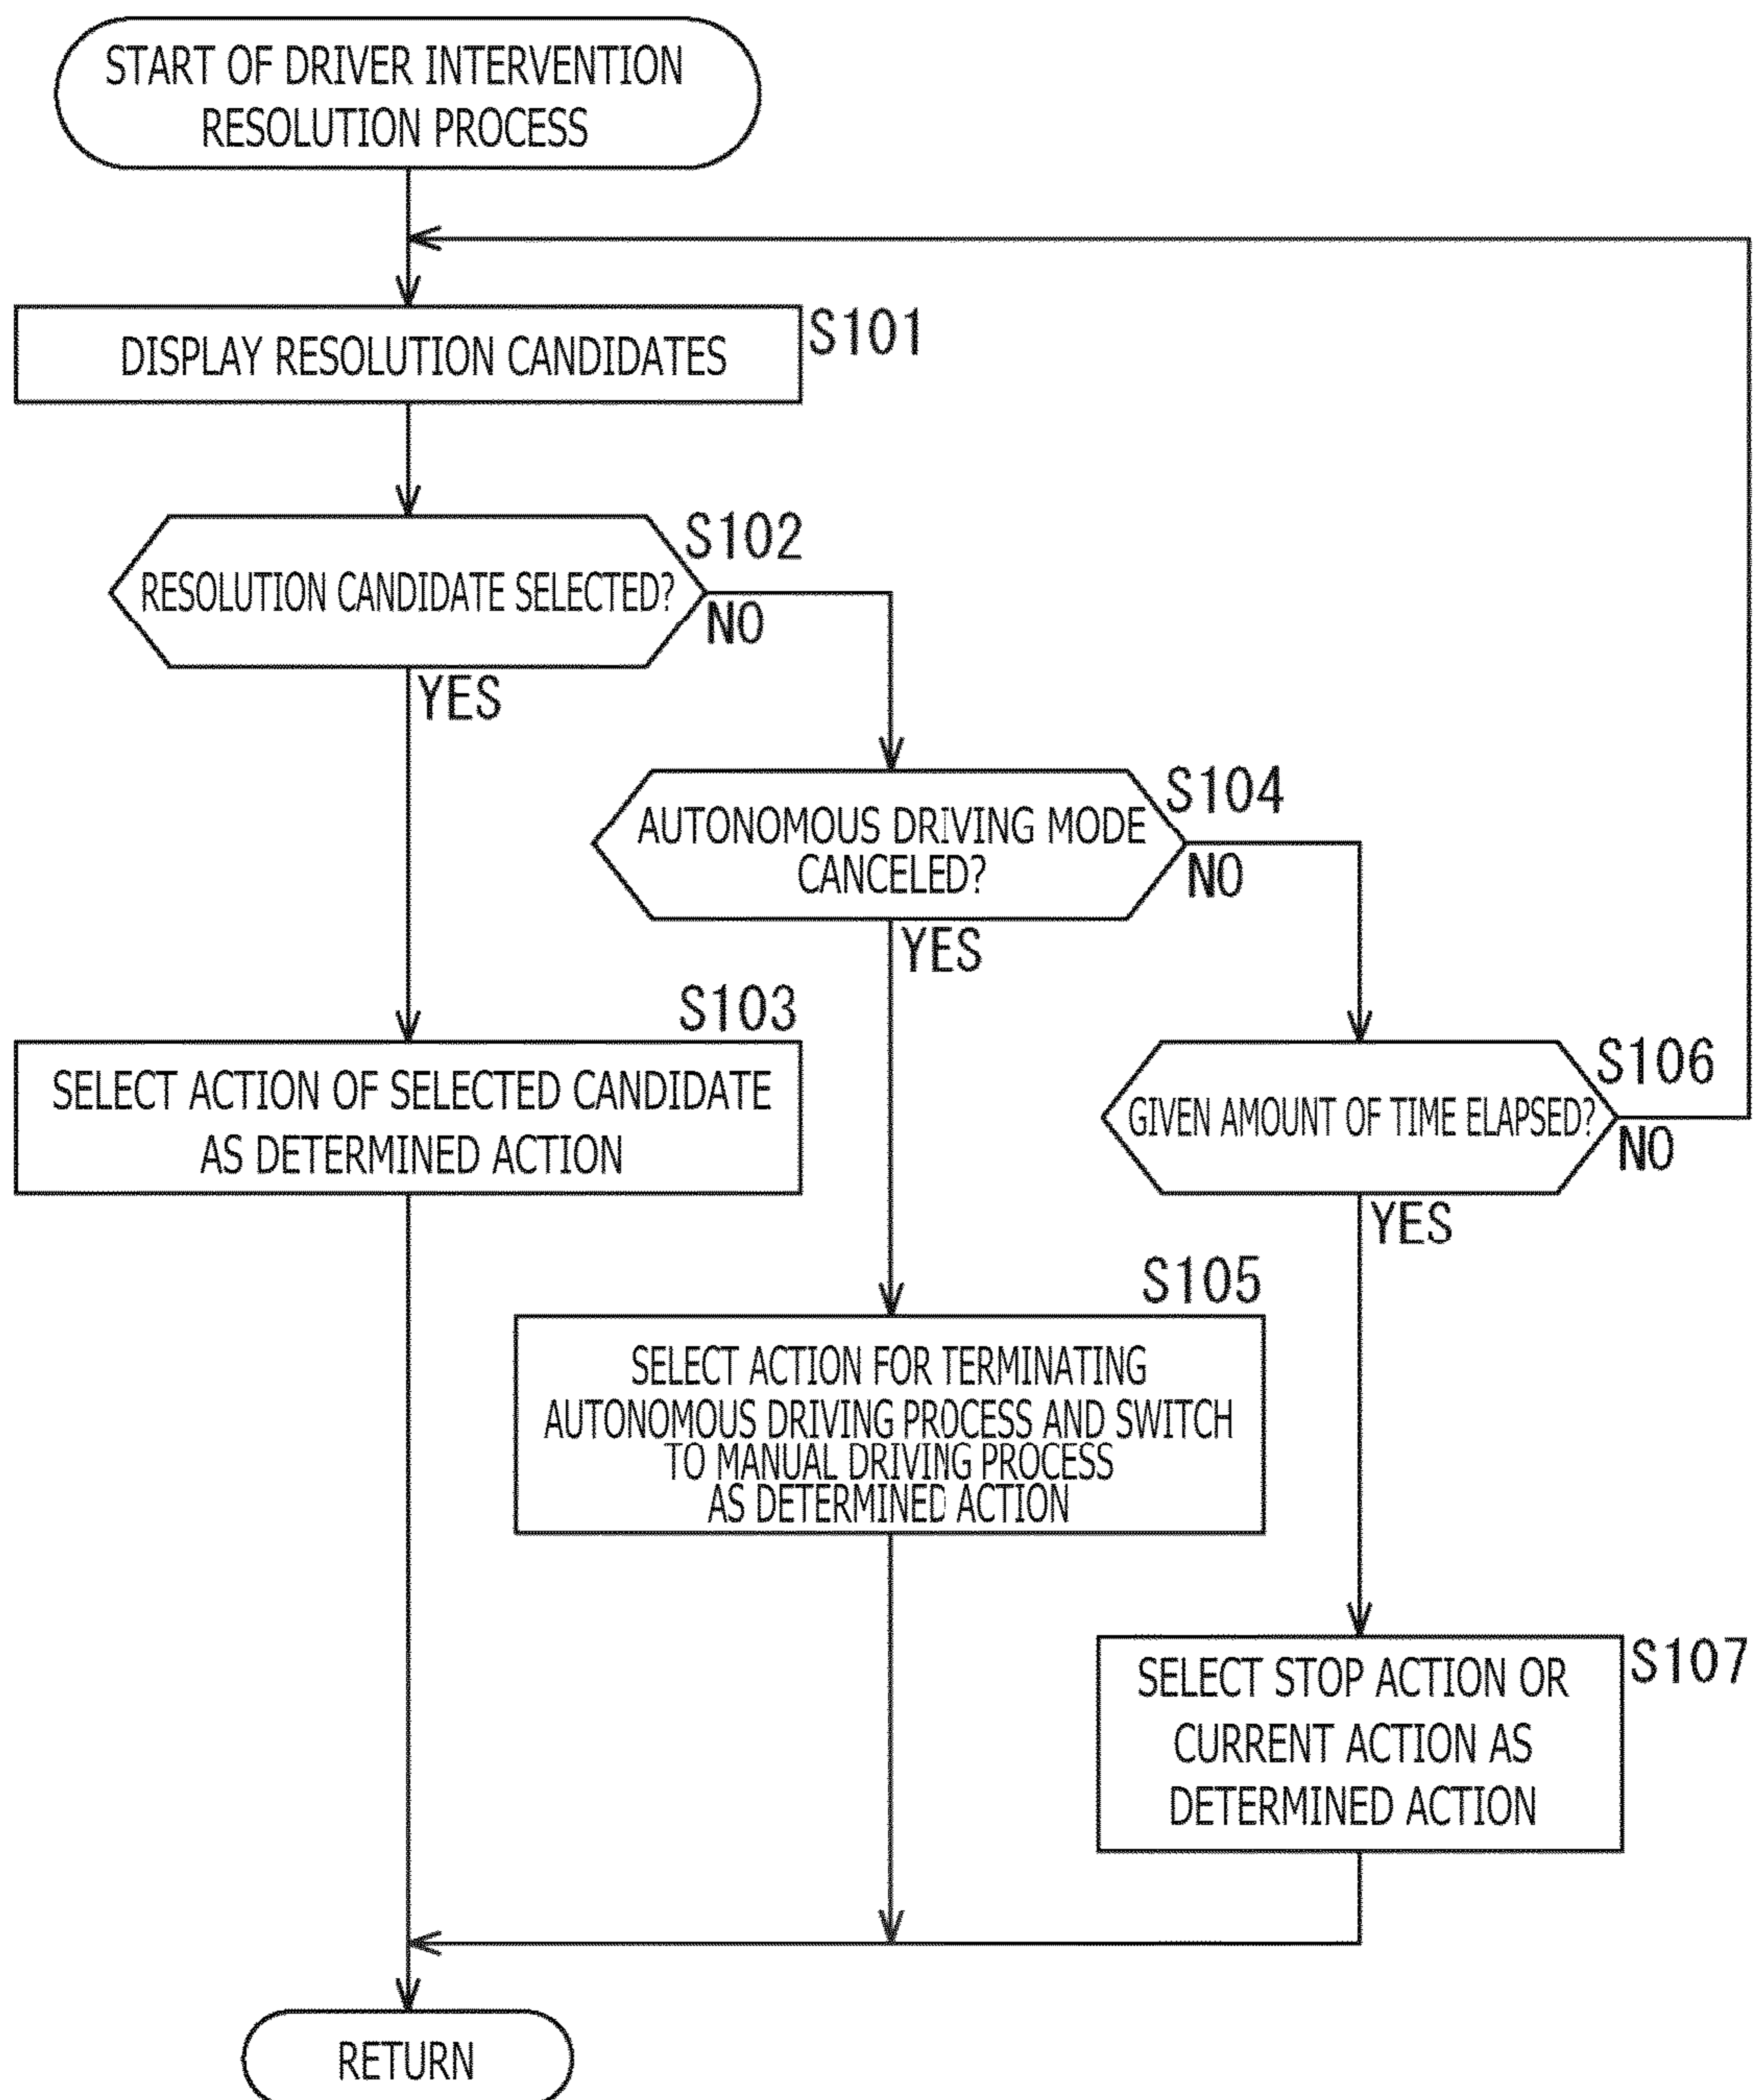 START OF DRIVER INTERVENTION
RESOLUTION PROCESS
DISPLAY RESOLUTION CANDIDATES
S101
RESOLUTION CANDIDATE SELECTED?
S102
NO
YES
AUTONOMOUS DRIVING MODE
CANCELED?
S104
NO
YES
S103
SELECT ACTION OF SELECTED CANDIDATE
AS DETERMINED ACTION
GIVEN AMOUNT OF TIME ELAPSED?
S106
NO
YES
S105
SELECT ACTION FOR TERMINATING
AUTONOMOUS DRIVING PROCESS AND SWITCH
TO MANUAL DRIVING PROCESS
AS DETERMINED ACTION
SELECT STOP ACTION OR
CURRENT ACTION AS
DETERMINED ACTION
S107
RETURN